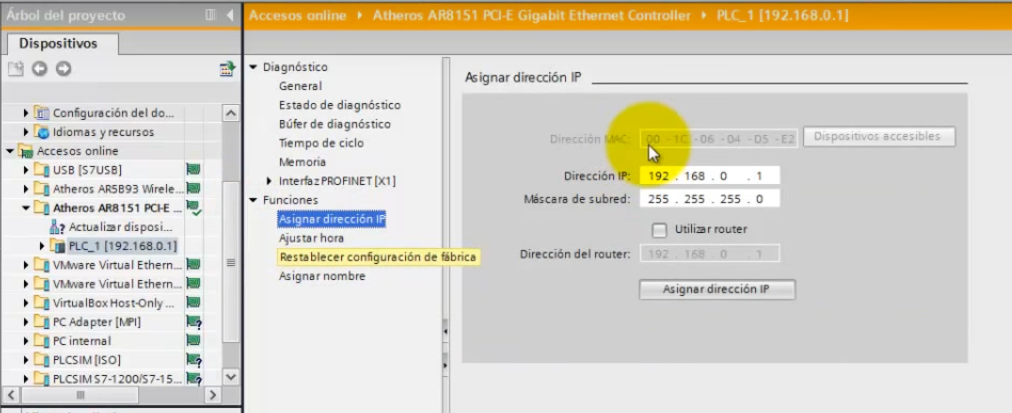 Árbol del proyecto
Accesos online ▸ Atheros AR8151 PCI-E Gigabit Ethernet Controller ▸ PLC_1 [192.168.0.1]
Dispositivos
Configuración del do...
Idiomas y recursos
Accesos online
USB [S7USB]
Atheros AR5B93 Wirele...
Atheros AR8151 PCI-E ...
Actualizar disposi...
PLC_1 [192.168.0.1]
VMware Virtual Ethern...
VMware Virtual Ethern...
VirtualBox Host-Only ...
PC Adapter [MPI]
PC internal
PLCSIM [ISO]
PLCSIM S7-1200/S7-15...
Diagnóstico
General
Estado de diagnóstico
Búfer de diagnóstico
Tiempo de ciclo
Memoria
Interfaz PROFINET [X1]
Funciones
Asignar dirección IP
Ajustar hora
Restablecer configuración de fábrica
Asignar nombre
Asignar dirección IP
Dirección MAC: 00 - 1C - 06 - 04 - D5 - E2 Dispositivos accesibles
Dirección IP: 192 . 168 . 0 . 1
Máscara de subred: 255 . 255 . 255 . 0
Utilizar router
Dirección del router: 192 . 168 . 0 . 1
Asignar dirección IP